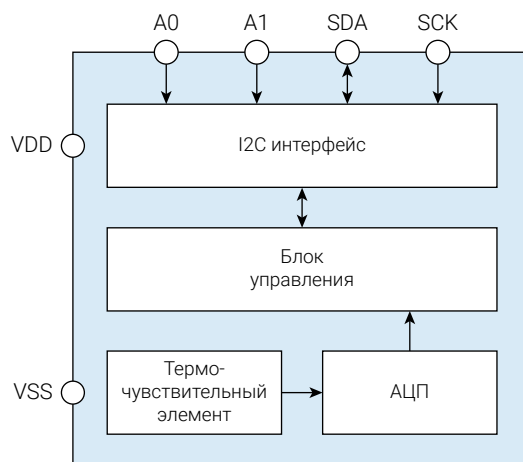 A0 A1 SDA SCK
VDD
I2C интерфейс
Блок
управления
VSS
Термо-
чувствительный
элемент
АЦП